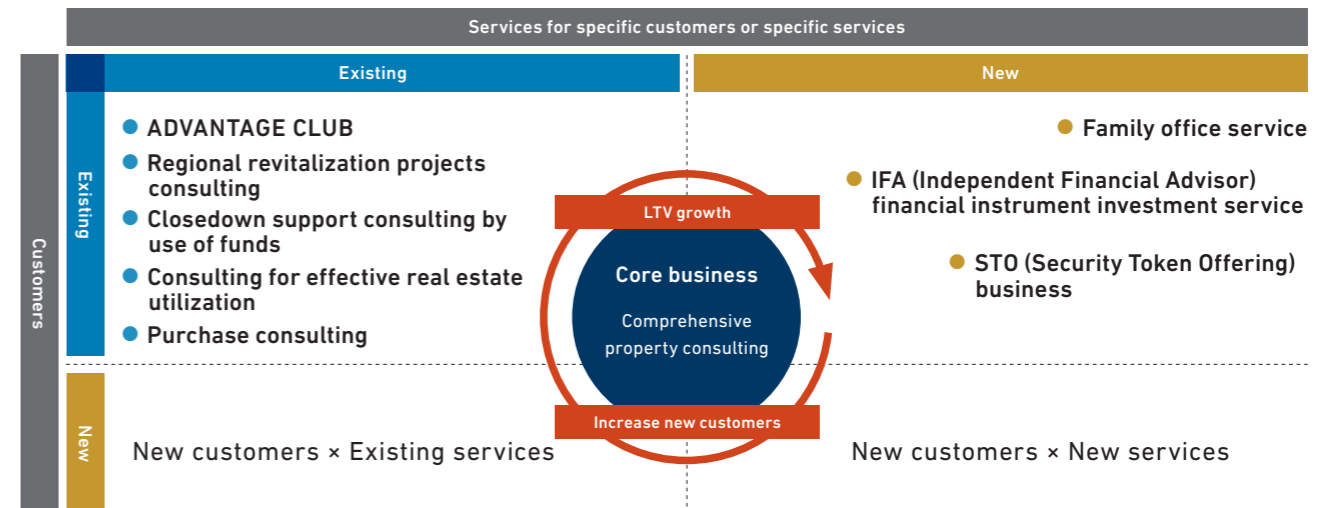 Services for specific customers or specific services
Existing
New
Customers
Existing
ADVANTAGE CLUB
Regional revitalization projects
consulting
Closedown support consulting by
use of funds
Consulting for effective real estate
utilization
Purchase consulting
Family office service
IFA (Independent Financial Advisor)
financial instrument investment service
STO (Security Token Offering)
business
LTV growth
Core business
Comprehensive
property consulting
Increase new customers
New
New customers × Existing services
New customers × New services